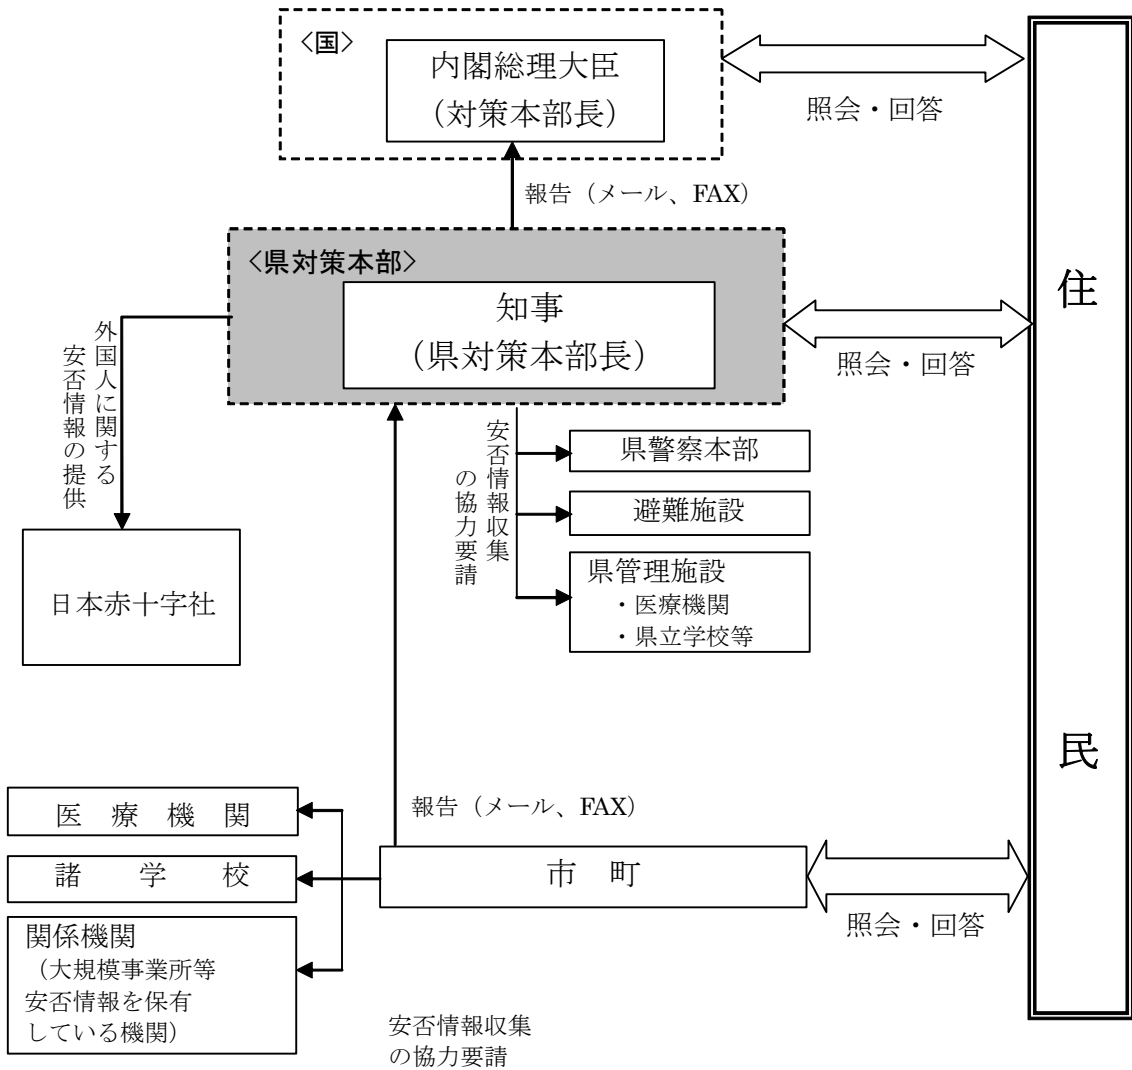 〈国〉
内閣総理大臣
（対策本部長）
照会・回答
報告（メール、FAX）
〈県対策本部〉
知事
（県対策本部長）
照会・回答
住民
外国人に関する
安否情報の提供
安否情報収集
の協力要請
県警察本部
避難施設
県管理施設
・医療機関
・県立学校等
日本赤十字社
報告（メール、FAX）
医療機関
諸学校
関係機関
（大規模事業所等
安否情報を保有
している機関）
市町
照会・回答
安否情報収集
の協力要請